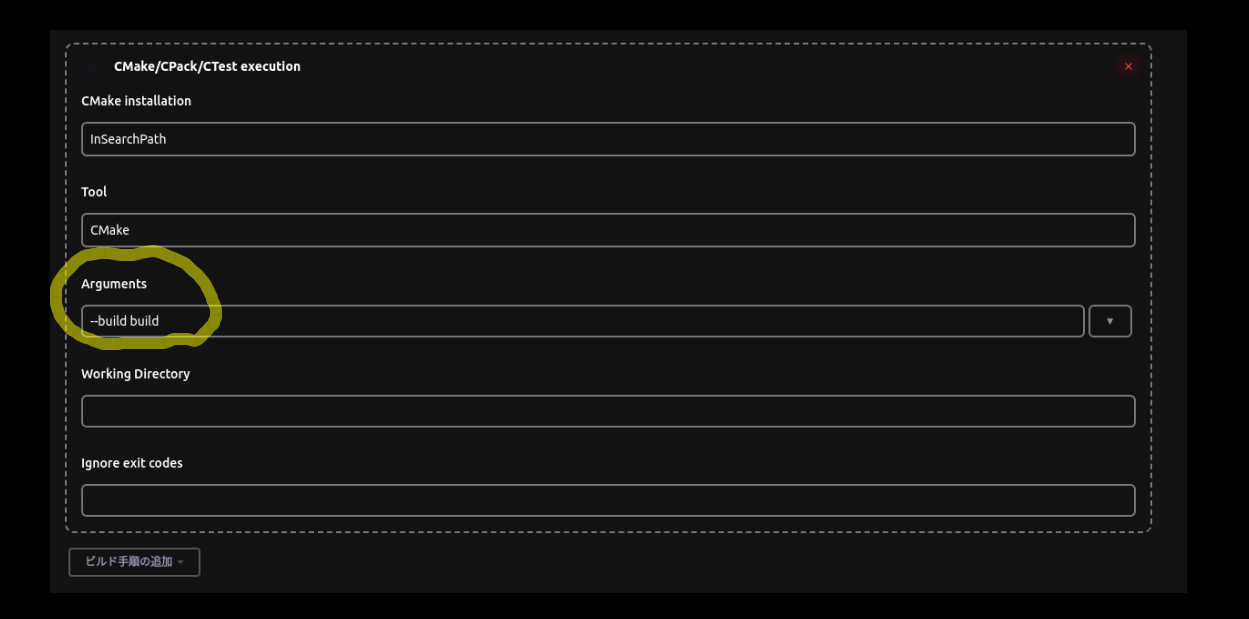 CMake/CPack/CTest execution
CMake installation
InSearchPath
Tool
CMake
Arguments
--build build
Working Directory
Ignore exit codes
ビルド手順の追加